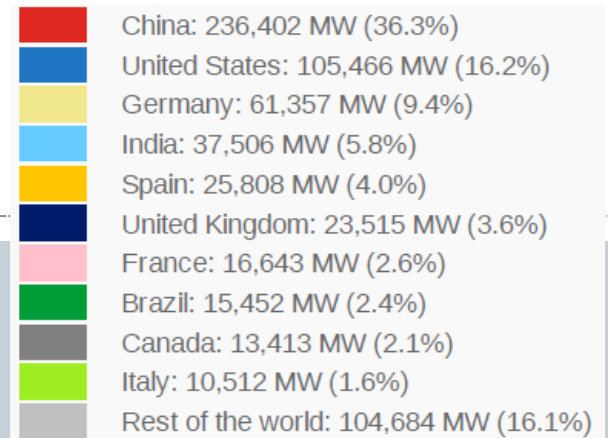 China: 236,402 MW (36.3%)
United States: 105,466 MW (16.2%)
Germany: 61,357 MW (9.4%)
India: 37,506 MW (5.8%)
Spain: 25,808 MW (4.0%)
United Kingdom: 23,515 MW (3.6%)
France: 16,643 MW (2.6%)
Brazil: 15,452 MW (2.4%)
Canada: 13,413 MW (2.1%)
Italy: 10,512 MW (1.6%)
Rest of the world: 104,684 MW (16.1%)